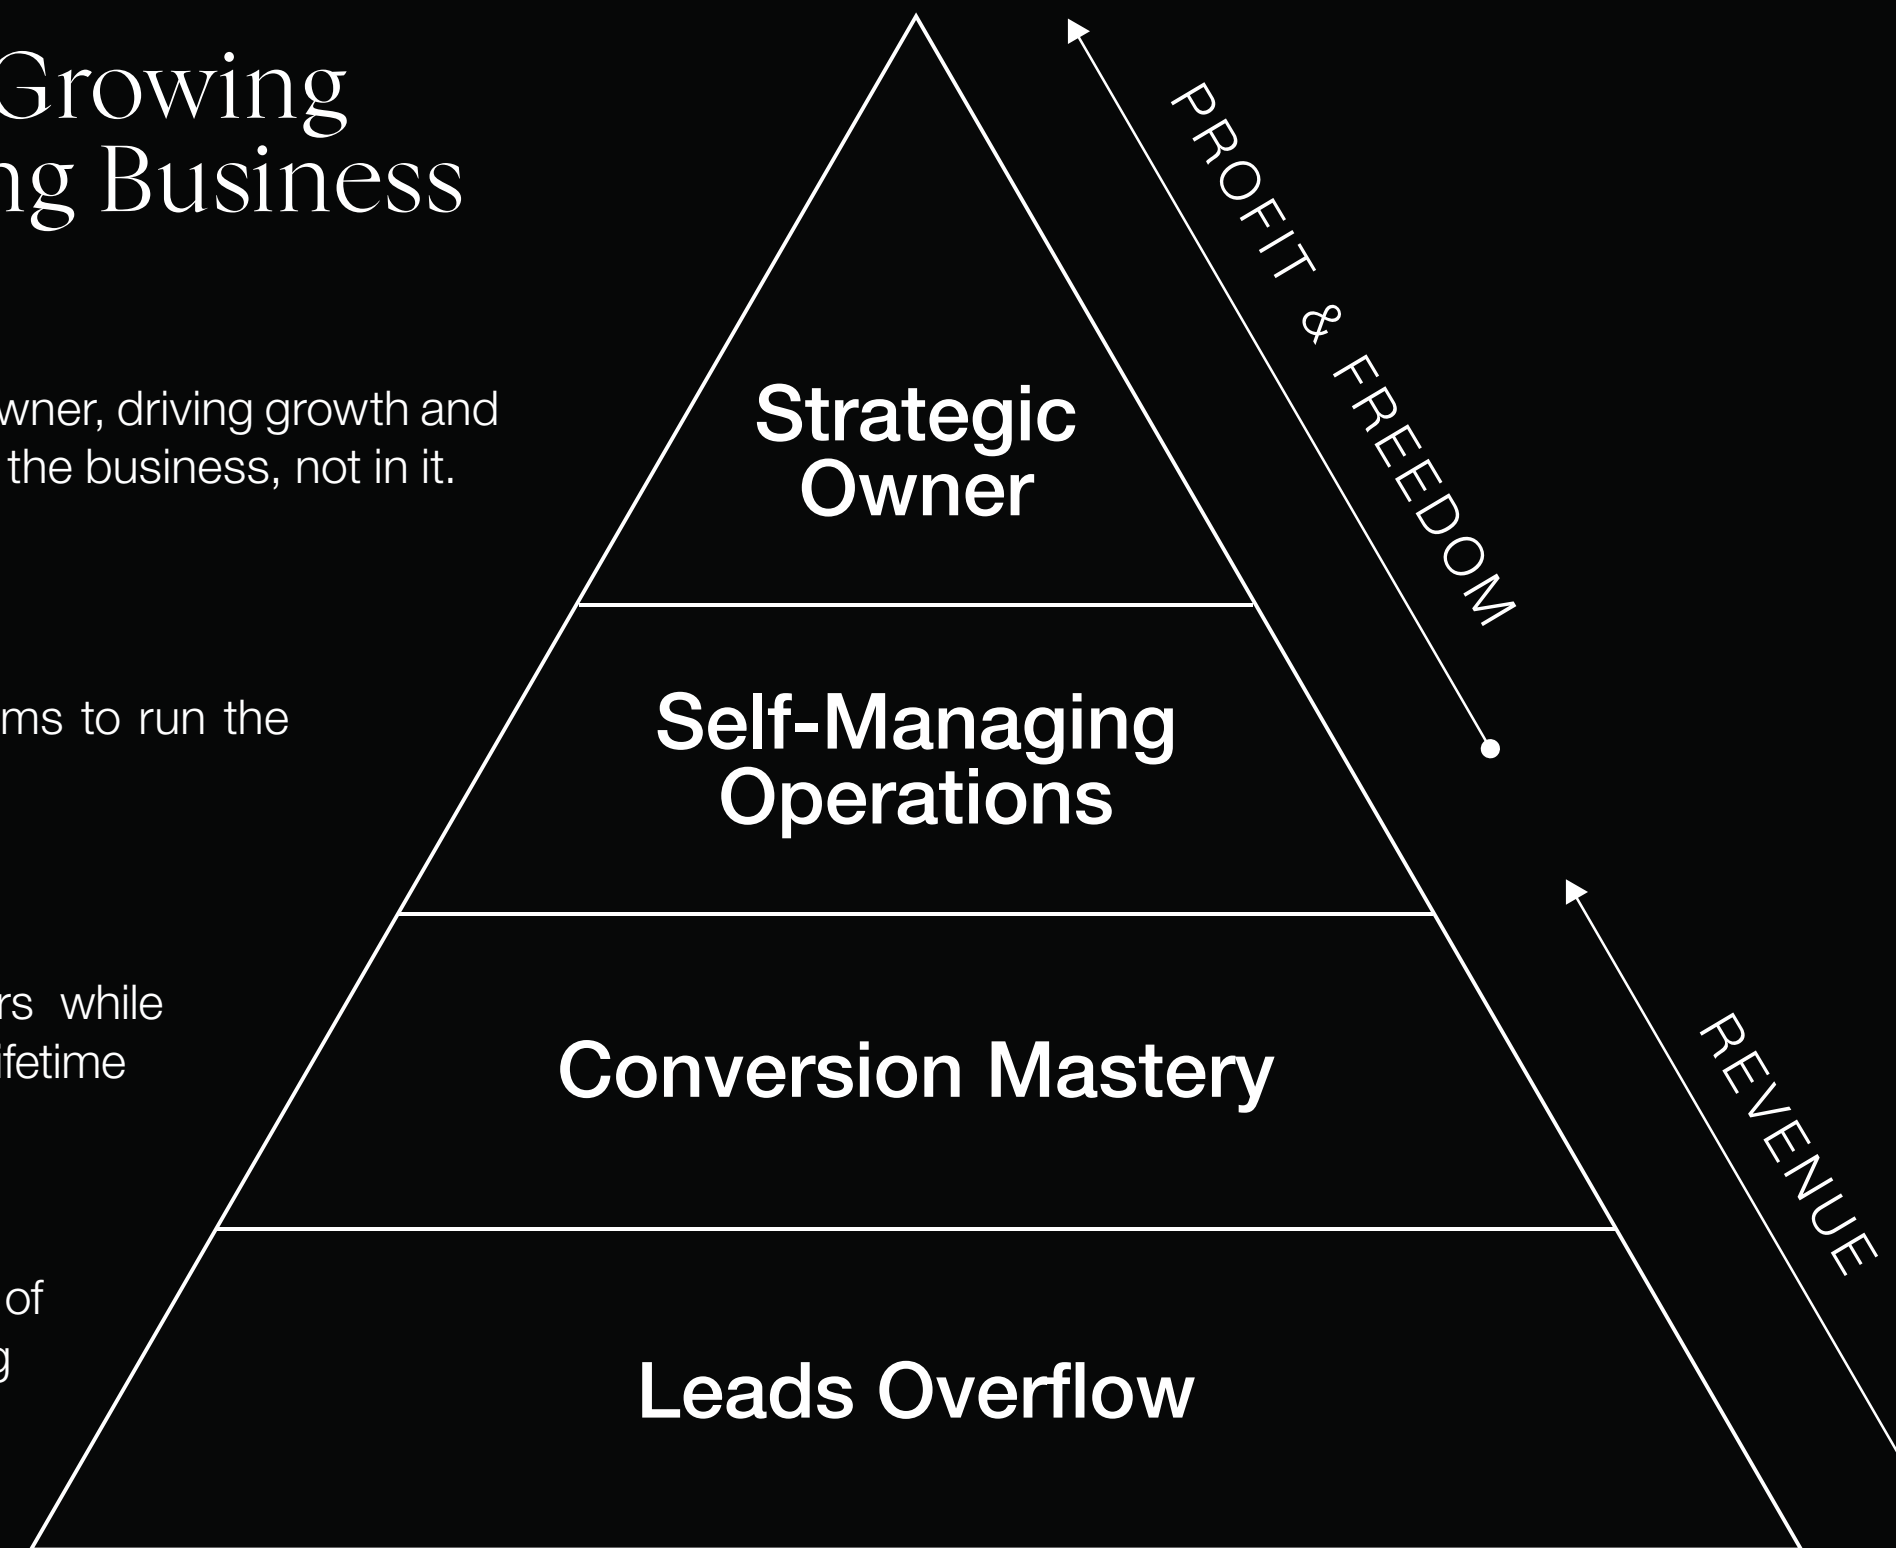 Growing
ng Business
wner, driving growth and
the business, not in it.
ms to run the
rs while
ifetime
of
g
Strategic
Owner
Self-Managing
Operations
Conversion Mastery
Leads Overflow
PROFIT & FREEDOM
REVENUE